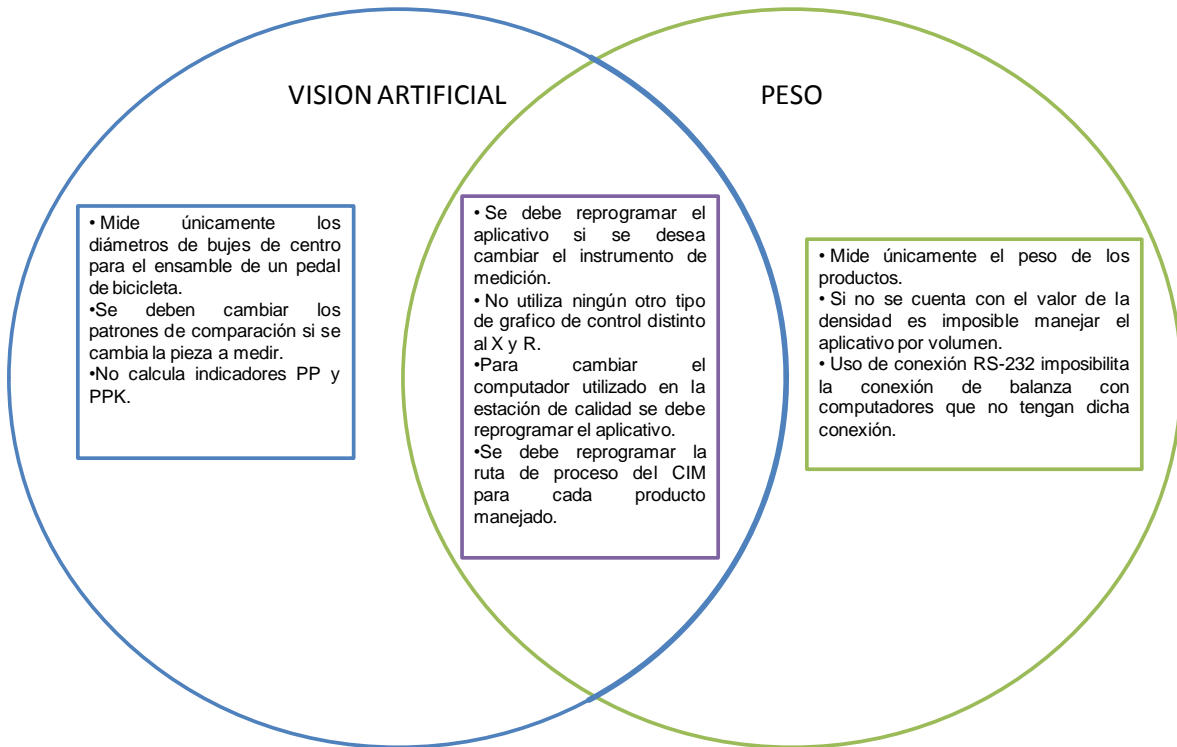 VISION ARTIFICIAL
PESO
• Mide únicamente los
diámetros de bujes de centro
para el ensamble de un pedal
de bicicleta.
•Se deben cambiar los
patrones de comparación si se
cambia la pieza a medir.
•No calcula indicadores PP y
PPK.
• Se debe reprogramar el
aplicativo si se desea
cambiar el instrumento de
medición.
• No utiliza ningún otro tipo
de grafico de control distinto
al X y R.
•Para cambiar el
computador utilizado en la
estación de calidad se debe
reprogramar el aplicativo.
•Se debe reprogramar la
ruta de proceso del CIM
para cada producto
manejado.
• Mide únicamente el peso de los
productos.
• Si no se cuenta con el valor de la
densidad es imposible manejar el
aplicativo por volumen.
• Uso de conexión RS-232 imposibilita
la conexión de balanza con
computadores que no tengan dicha
conexión.